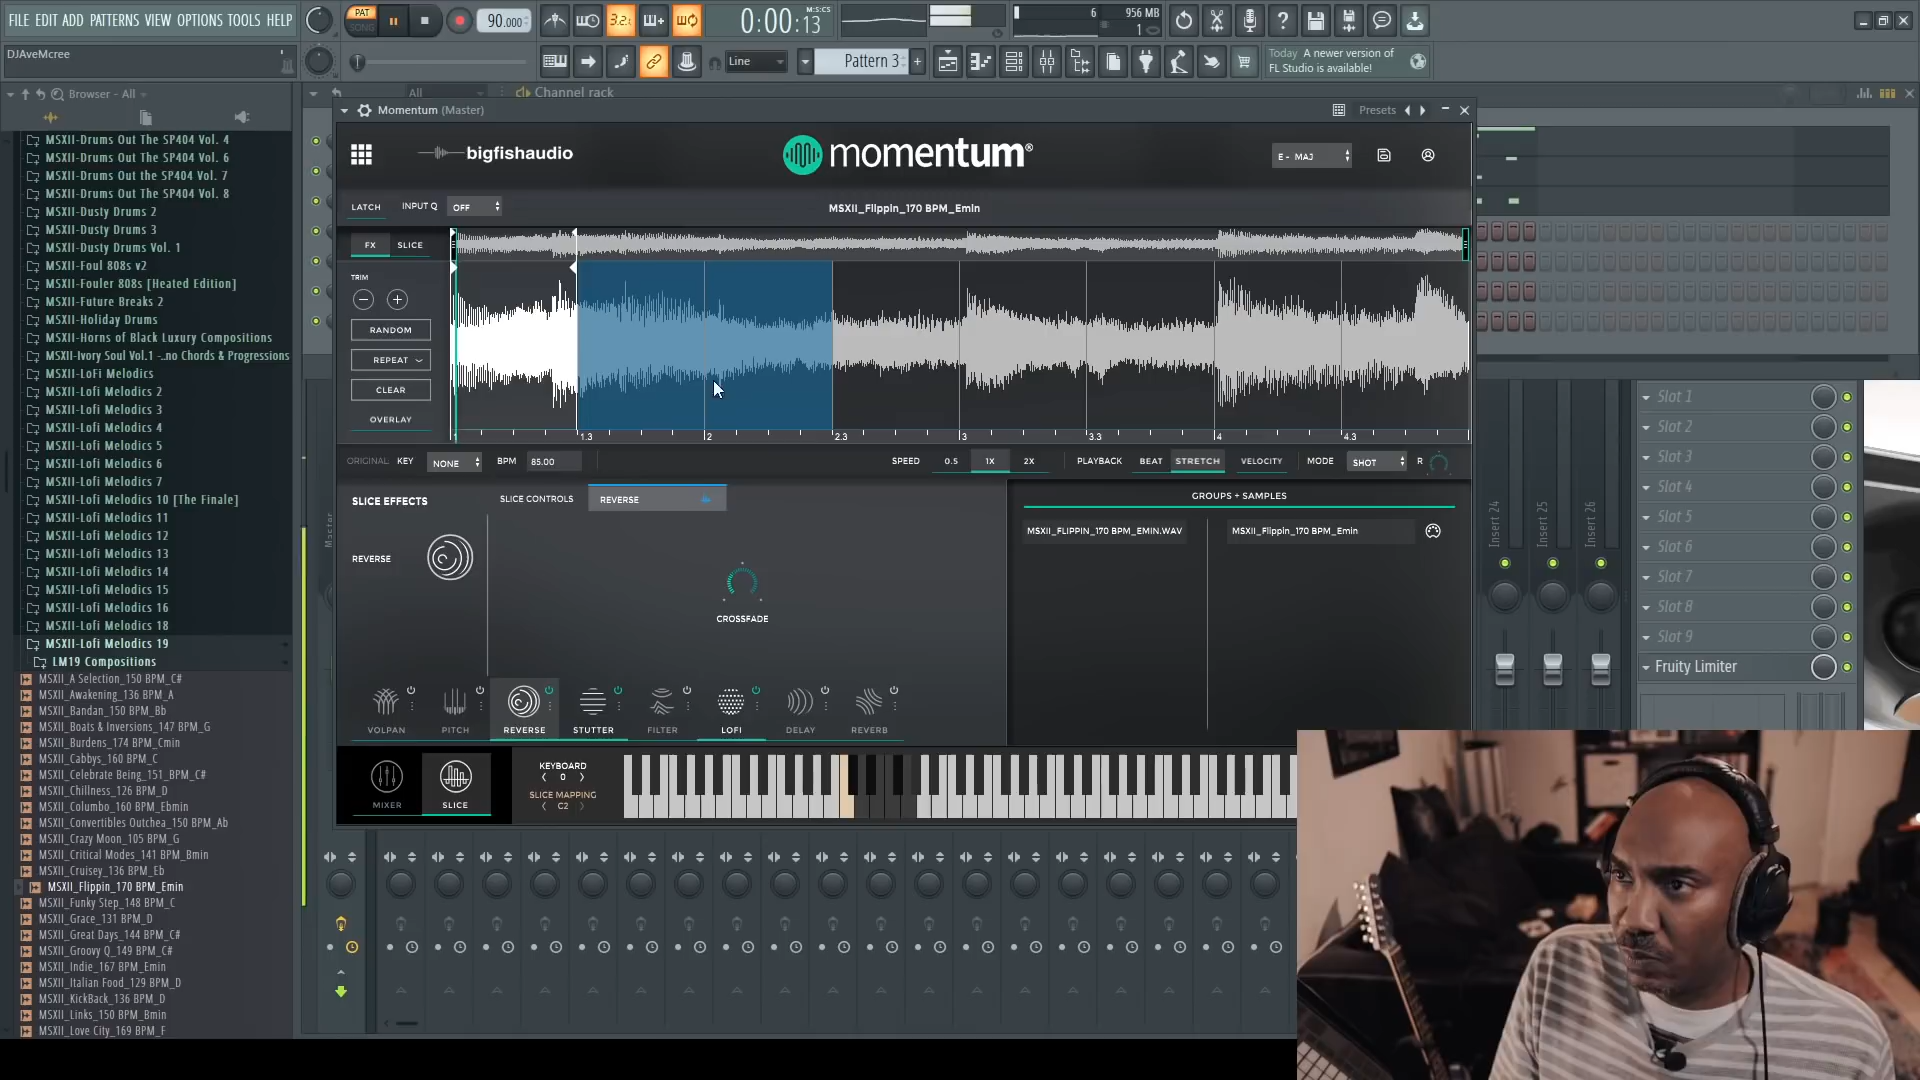 FILE EDIT ADD PATTERNS VIEW OPTIONS TOOLS HELP
PAT
SONG
90.000
3.2.
0:00:13
M:S:CS
6
956 MB
1
DJAveMcree
Line
Pattern 3
Today A newer version of
FL Studio is available!
Browser - All
All
Channel rack
MSXII-Drums Out The SP404 Vol. 4
MSXII-Drums Out The SP404 Vol. 6
MSXII-Drums Out the SP404 Vol. 7
MSXII-Drums Out The SP404 Vol. 8
MSXII-Dusty Drums 2
MSXII-Dusty Drums 3
MSXII-Dusty Drums Vol. 1
MSXII-Foul 808s v2
MSXII-Fouler 808s [Heated Edition]
MSXII-Future Breaks 2
MSXII-Holiday Drums
MSXII-Horns of Black Luxury Compositions
MSXII-Ivory Soul Vol.1 -..no Chords & Progressions
MSXII-LoFi Melodics
MSXII-Lofi Melodics 2
MSXII-Lofi Melodics 3
MSXII-Lofi Melodics 4
MSXII-Lofi Melodics 5
MSXII-Lofi Melodics 6
MSXII-Lofi Melodics 7
MSXII-Lofi Melodics 10 [The Finale]
MSXII-Lofi Melodics 11
MSXII-Lofi Melodics 12
MSXII-Lofi Melodics 13
MSXII-Lofi Melodics 14
MSXII-Lofi Melodics 15
MSXII-Lofi Melodics 16
MSXII-Lofi Melodics 18
MSXII-Lofi Melodics 19
LM19 Compositions
MSXII_A Selection_150 BPM_C#
MSXII_Awakening_136 BPM_A
MSXII_Bandan_150 BPM_Bb
MSXII_Boats & Inversions_147 BPM_G
MSXII_Burdens_174 BPM_Cmin
MSXII_Cabbys_160 BPM_C
MSXII_Celebrate Being_151_BPM_C#
MSXII_Chillness_126 BPM_D
MSXII_Columbo_160 BPM_Ebmin
MSXII_Convertibles Outchea_150 BPM_Ab
MSXII_Crazy Moon_105 BPM_G
MSXII_Critical Modes_141 BPM_Bmin
MSXII_Cruisey_136 BPM_Eb
MSXII_Flippin_170 BPM_Emin
MSXII_Funky Step_148 BPM_C
MSXII_Grace_131 BPM_D
MSXII_Great Days_144 BPM_C#
MSXII_Groovy Q_149 BPM_C#
MSXII_Indie_167 BPM_Emin
MSXII_Italian Food_129 BPM_D
MSXII_KickBack_136 BPM_D
MSXII_Links_150 BPM_Bmin
MSXII_Love City_169 BPM_F
Momentum (Master)
Presets
bigfishaudio
momentum®
E - MAJ
LATCH
INPUT Q
OFF
MSXII_Flippin_170 BPM_Emin
FX
SLICE
TRIM
RANDOM
REPEAT
CLEAR
OVERLAY
1.3
2
2.3
3
3.3
4
4.3
ORIGINAL KEY
NONE
BPM
85.00
SPEED
0.5
1X
2X
PLAYBACK
BEAT
STRETCH
VELOCITY
MODE
SHOT
R
SLICE EFFECTS
SLICE CONTROLS
REVERSE
REVERSE
CROSSFADE
GROUPS + SAMPLES
MSXII_FLIPPIN_170 BPM_EMIN.WAV
MSXII_Flippin_170 BPM_Emin
VOLPAN
PITCH
REVERSE
STUTTER
FILTER
LOFI
DELAY
REVERB
MIXER
SLICE
KEYBOARD
0
SLICE MAPPING
C2
Master
Insert 24
Insert 25
Insert 26
Slot 1
Slot 2
Slot 3
Slot 4
Slot 5
Slot 6
Slot 7
Slot 8
Slot 9
Fruity Limiter